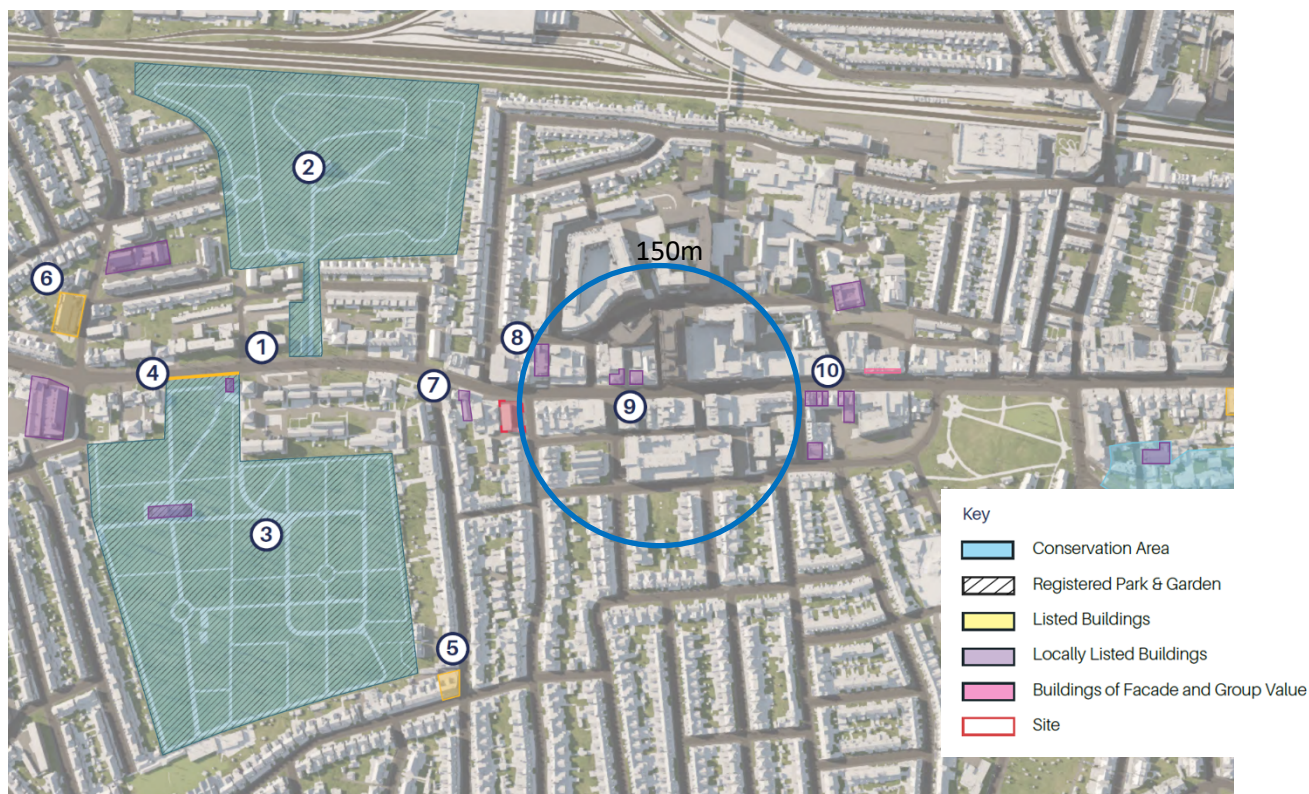 2
150m
6
1
8
4
7
10
9
3
5
Key
Conservation Area
Registered Park & Garden
Listed Buildings
Locally Listed Buildings
Buildings of Facade and Group Value
Site